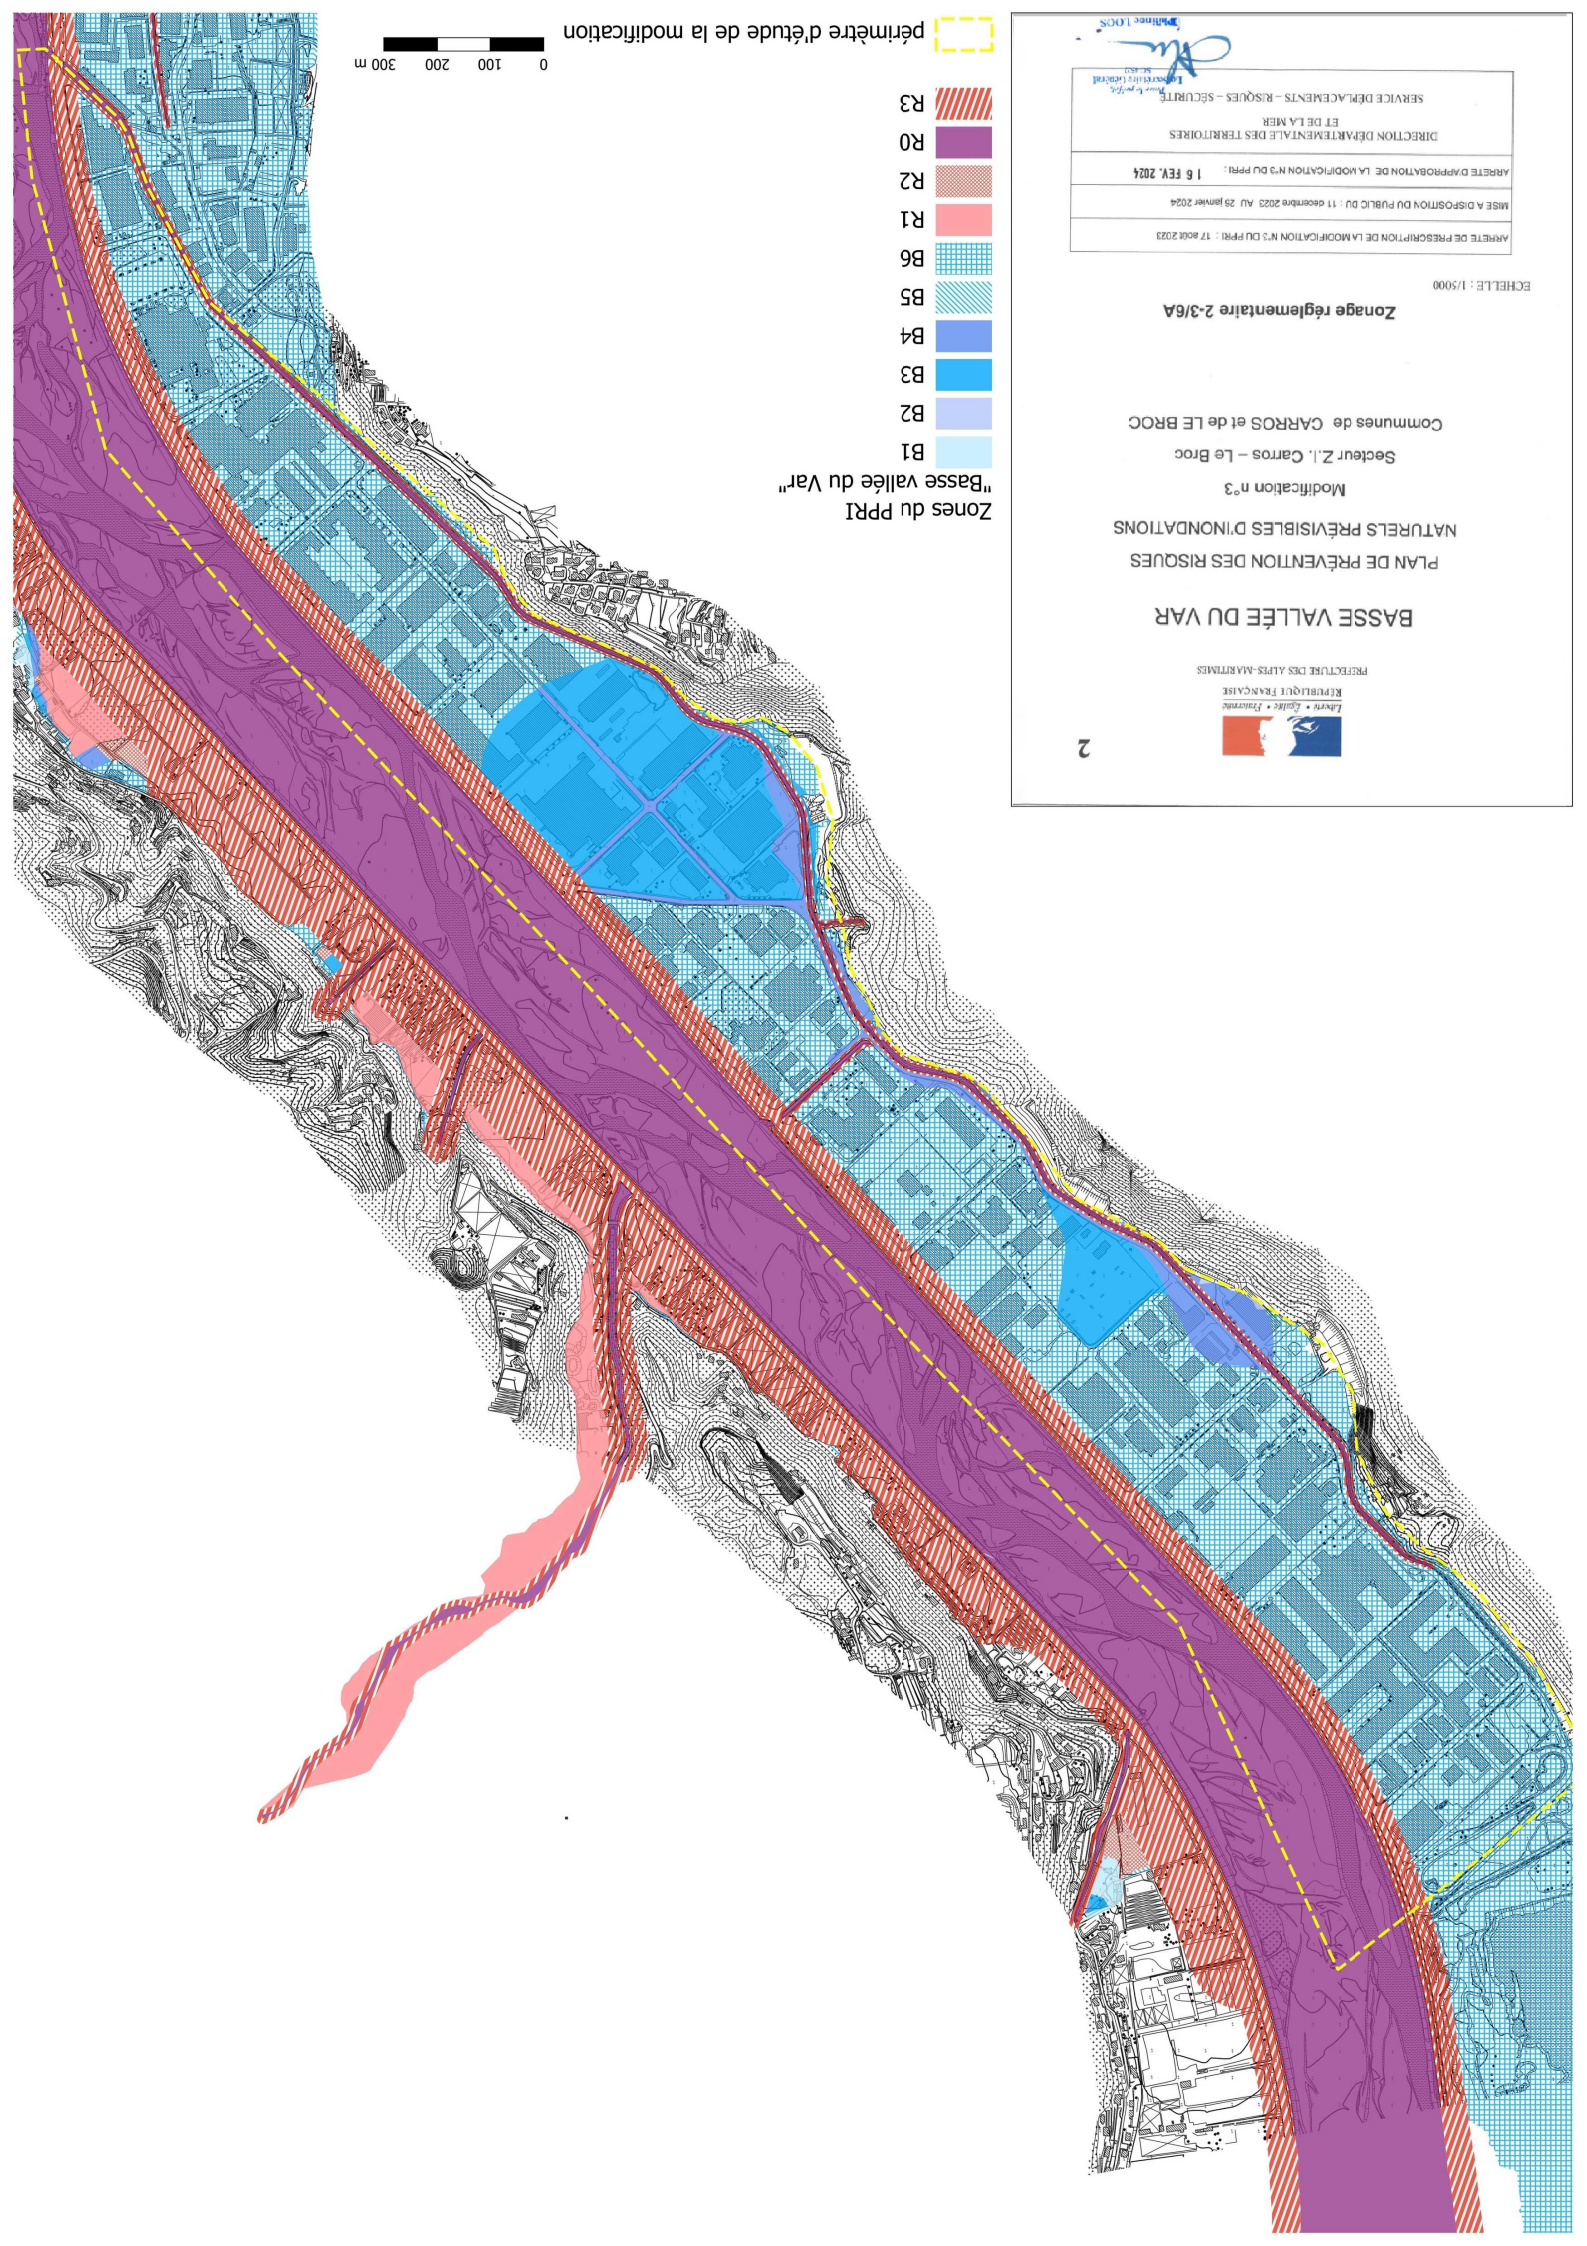 2
Liberté • Égalité • Fraternité
RÉPUBLIQUE FRANÇAISE
PRÉFECTURE DES ALPES-MARITIMES
BASSE VALLÉE DU VAR
PLAN DE PRÉVENTION DES RISQUES
NATURELS PRÉVISIBLES D'INONDATIONS
Modification n°3
Secteur Z.I. Carros – Le Broc
Communes de CARROS et de LE BROC
Zonage réglementaire 2-3/6A
ECHELLE : 1/5000
ARRETE DE PRESCRIPTION DE LA MODIFICATION N°3 DU PPRI : 17 août 2023
MISE A DISPOSITION DU PUBLIC DU : 11 décembre 2023 AU 25 janvier 2024
ARRETE D'APPROBATION DE LA MODIFICATION N°3 DU PPRI : 16 FEV. 2024
DIRECTION DÉPARTEMENTALE DES TERRITOIRES
ET DE LA MER
SERVICE DÉPLACEMENTS – RISQUES – SÉCURITÉ
Pour le préfet,
Le Secrétaire Général
Philippe LOOS
Zones du PPRI
"Basse vallée du Var"
B1
B2
B3
B4
B5
B6
R1
R2
R0
R3
périmètre d'étude de la modification
0 100 200 300 m